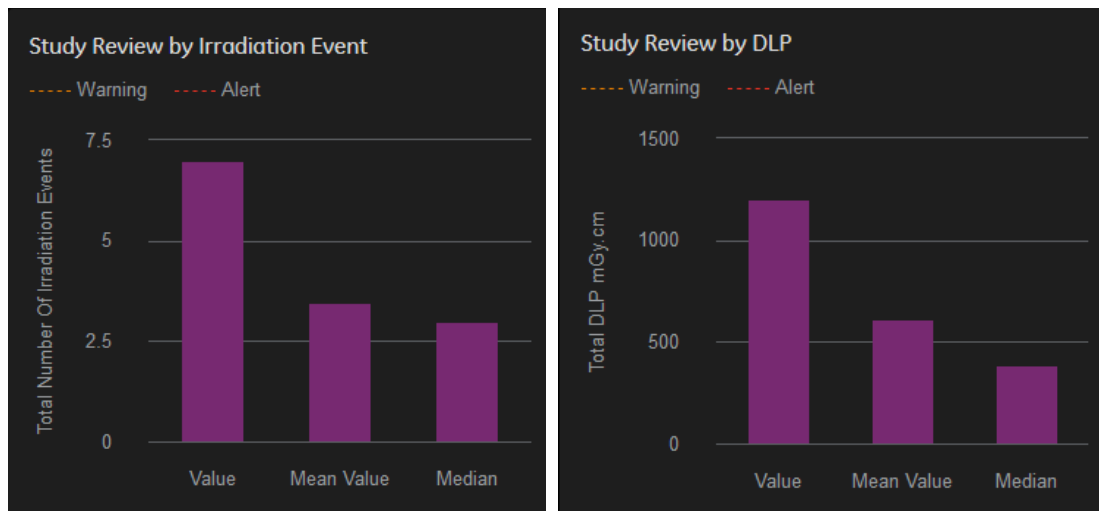 Study Review by Irradiation Event
----- Warning ----- Alert
Total Number Of Irradiation Events
7.5
5
2.5
0
Value Mean Value Median
Study Review by DLP
----- Warning ----- Alert
Total DLP mGy.cm
1500
1000
500
0
Value Mean Value Median